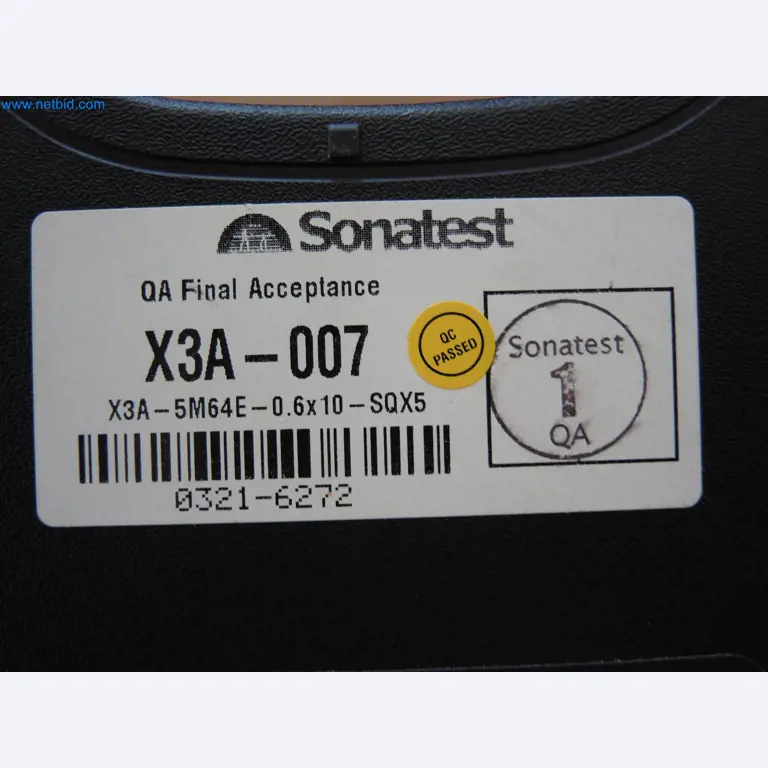 www.netbid.com
Sonatest
QA Final Acceptance
X3A-007
X3A-5M64E-0.6x10-SQX5
0321-6272
QC
PASSED
Sonatest
1
QA